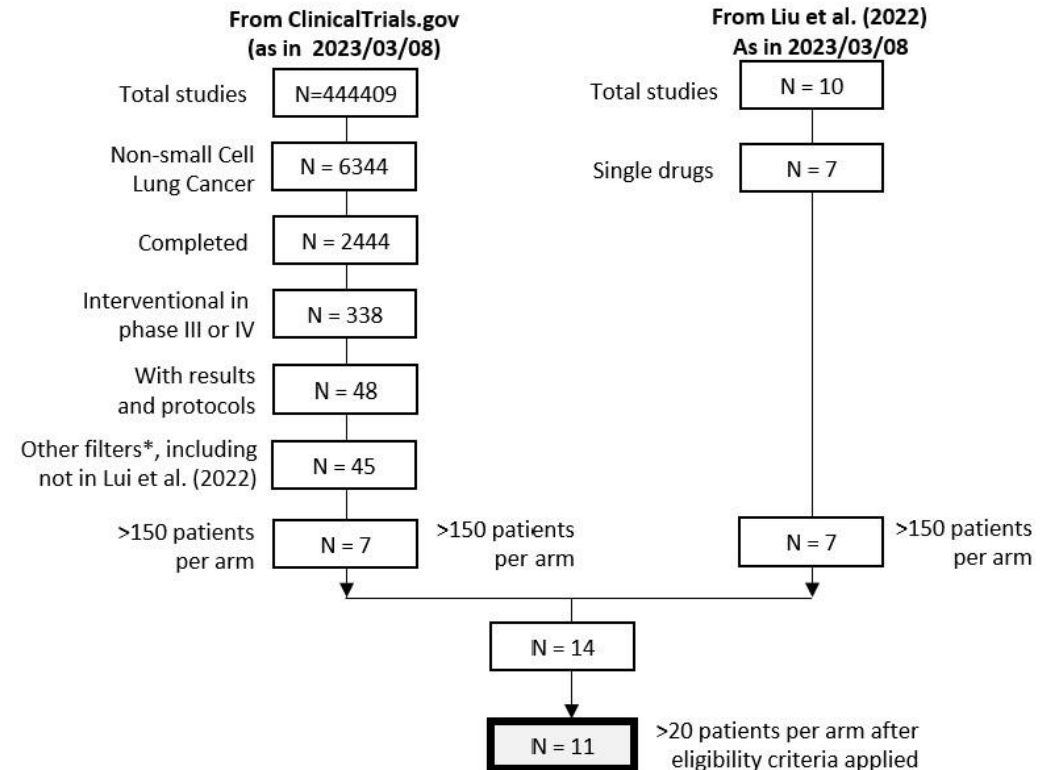 From ClinicalTrials.gov
(as in 2023/03/08)
Total studies
N=444409
Non-small Cell
Lung Cancer
N = 6344
Completed
N = 2444
Interventional in
phase III or IV
N = 338
With results
and protocols
N = 48
Other filters*, including
not in Lui et al. (2022)
N = 45
>150 patients
per arm
N = 7
>150 patients
per arm
From Liu et al. (2022)
As in 2023/03/08
Total studies
N = 10
Single drugs
N = 7
N = 7
>150 patients
per arm
N = 14
N = 11
>20 patients per arm after
eligibility criteria applied